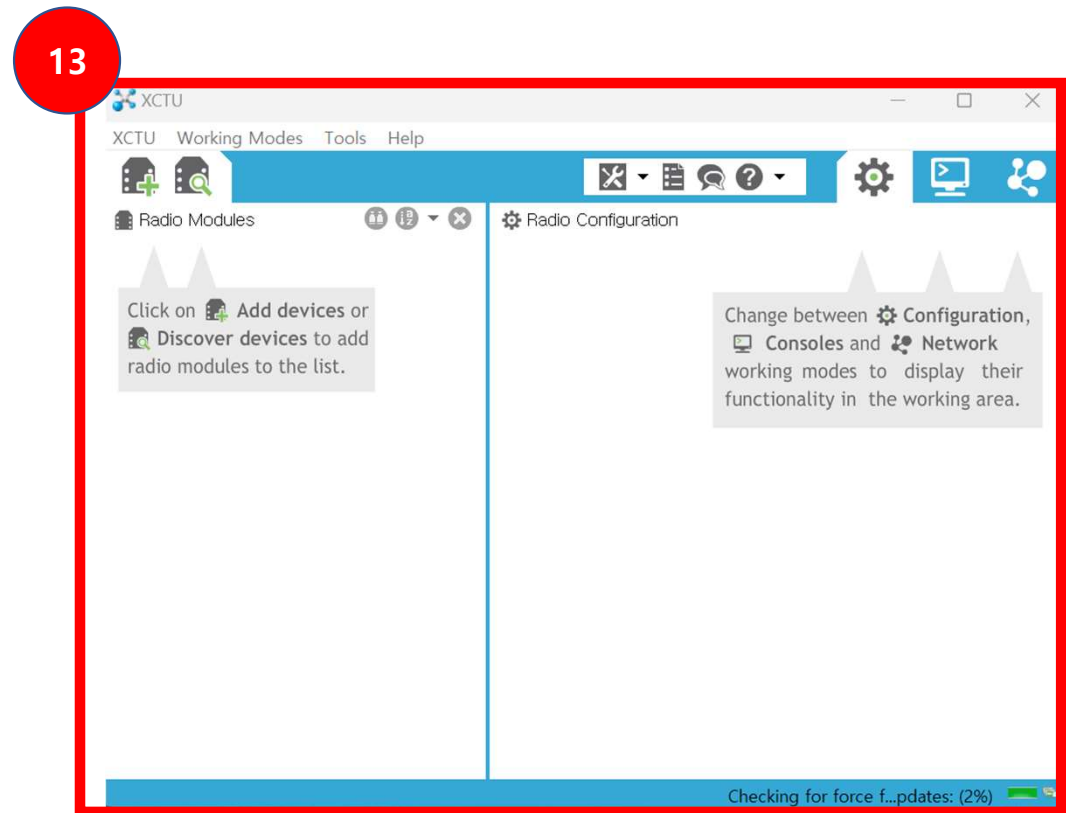 13
XCTU
XCTU Working Modes Tools Help
Radio Modules
Radio Configuration
Click on Add devices or
Discover devices to add
radio modules to the list.
Change between Configuration,
Consoles and Network
working modes to display their
functionality in the working area.
Checking for force f...pdates: (2%)